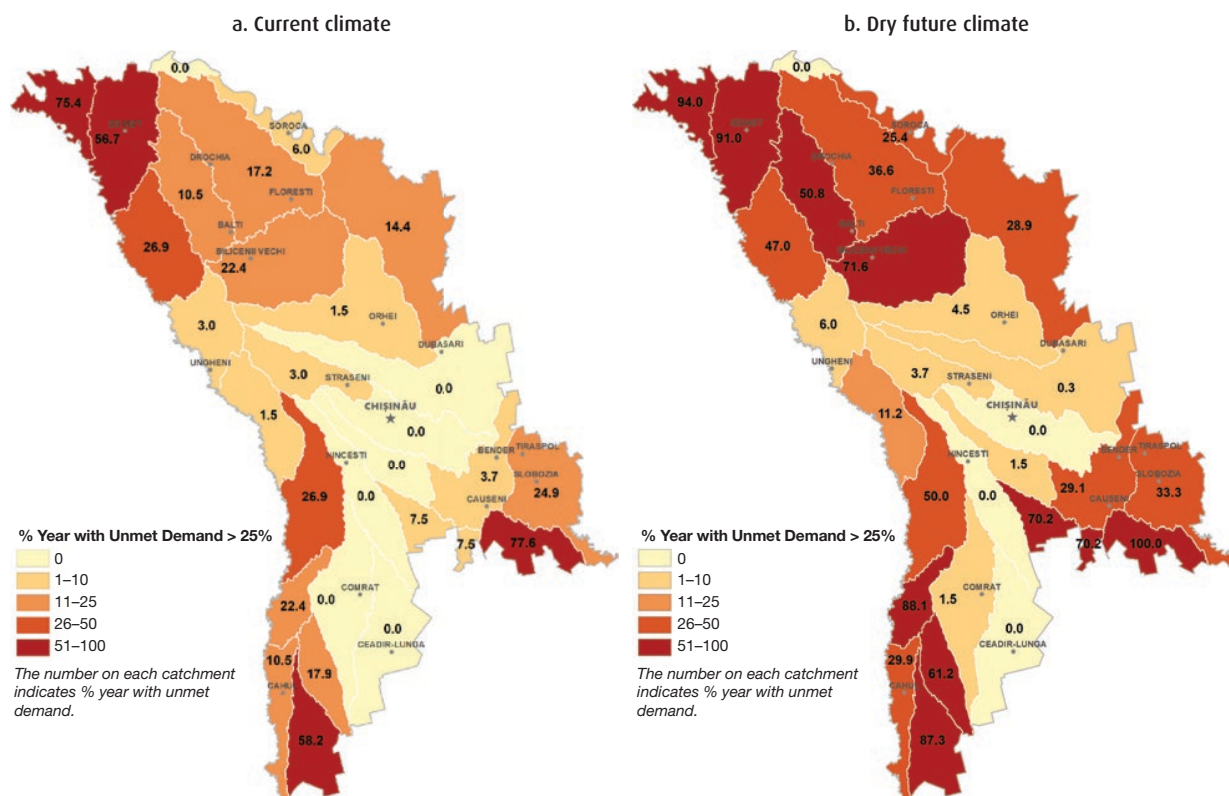 a. Current climate
0.0
75.4
56.7
SOROCA
6.0
DROCHIA
17.2
10.5
FLORESTI
BALTI
14.4
26.9
BILICENII VECHI
22.4
1.5
ORHEI
3.0
DUBASARI
UNGHENI
3.0
STRASENI
0.0
CHIȘINĂU
1.5
0.0
HINCESTI
0.0
BENDER
TIRASPOL
3.7
SLOBOZIA
26.9
0.0
24.9
CAUSENI
7.5
7.5
77.6
COMRAT
22.4
0.0
0.0
CEADIR-LUNGA
10.5
17.9
58.2
% Year with Unmet Demand > 25%
0
1–10
11–25
26–50
51–100
The number on each catchment
indicates % year with unmet
demand.
b. Dry future climate
0.0
94.0
91.0
SOROCA
25.4
DROCHIA
36.6
50.8
FLORESTI
BALTI
28.9
47.0
71.6
4.5
ORHEI
6.0
DUBASARI
UNGHENI
3.7
STRASENI
0.3
CHIȘINĂU
11.2
0.0
HINCESTI
1.5
BENDER
TIRASPOL
29.1
SLOBOZIA
50.0
0.0
33.3
CAUSENI
70.2
70.2
100.0
COMRAT
88.1
1.5
0.0
CEADIR-LUNGA
29.9
61.2
87.3
% Year with Unmet Demand > 25%
0
1–10
11–25
26–50
51–100
The number on each catchment
indicates % year with unmet
demand.